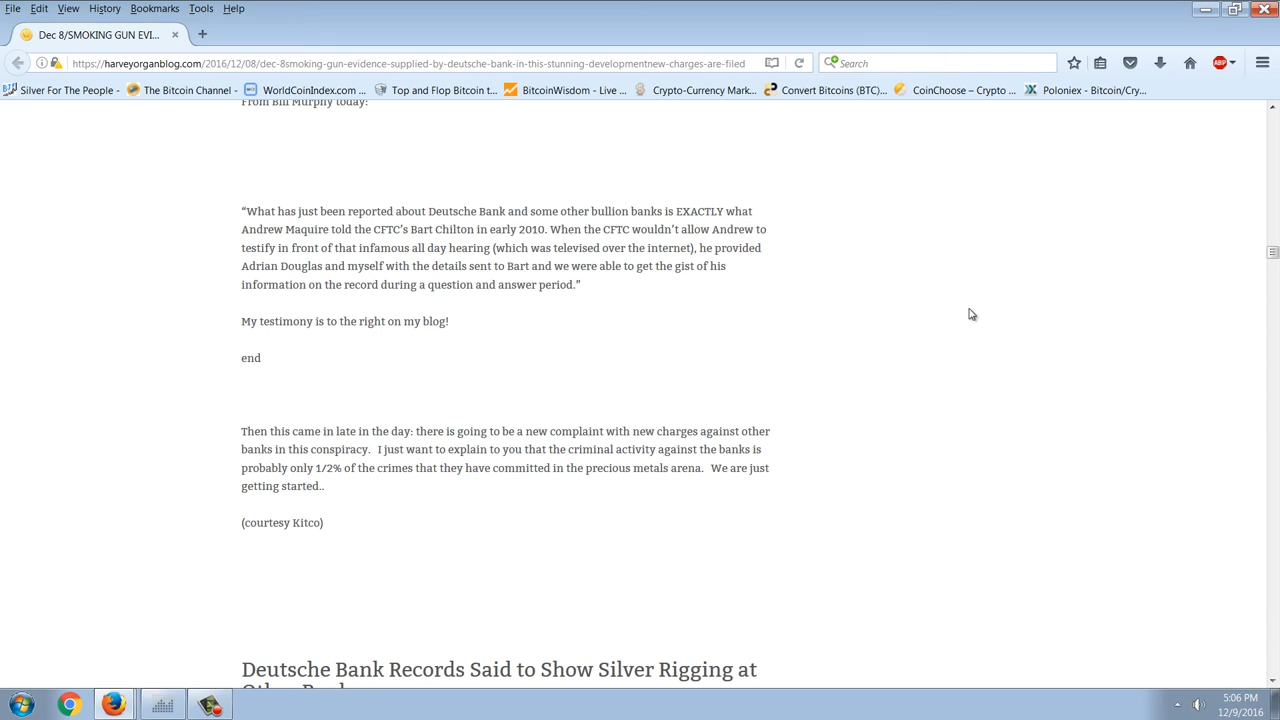 File Edit View History Bookmarks Tools Help
Dec 8/SMOKING GUN EVI...
https://harveyorganblog.com/2016/12/08/dec-8smoking-gun-evidence-supplied-by-deutsche-bank-in-this-stunning-developmentnew-charges-are-filed
Search
ABP
Silver For The People - The Bitcoin Channel - WorldCoinIndex.com ... Top and Flop Bitcoin t... BitcoinWisdom - Live ... Crypto-Currency Mark... Convert Bitcoins (BTC)... CoinChoose – Crypto ... Poloniex - Bitcoin/Cry...
From Bill Murphy today:
“What has just been reported about Deutsche Bank and some other bullion banks is EXACTLY what
Andrew Maquire told the CFTC’s Bart Chilton in early 2010. When the CFTC wouldn’t allow Andrew to
testify in front of that infamous all day hearing (which was televised over the internet), he provided
Adrian Douglas and myself with the details sent to Bart and we were able to get the gist of his
information on the record during a question and answer period.”
My testimony is to the right on my blog!
end
Then this came in late in the day: there is going to be a new complaint with new charges against other
banks in this conspiracy. I just want to explain to you that the criminal activity against the banks is
probably only 1/2% of the crimes that they have committed in the precious metals arena. We are just
getting started..
(courtesy Kitco)
Deutsche Bank Records Said to Show Silver Rigging at
5:06 PM
12/9/2016